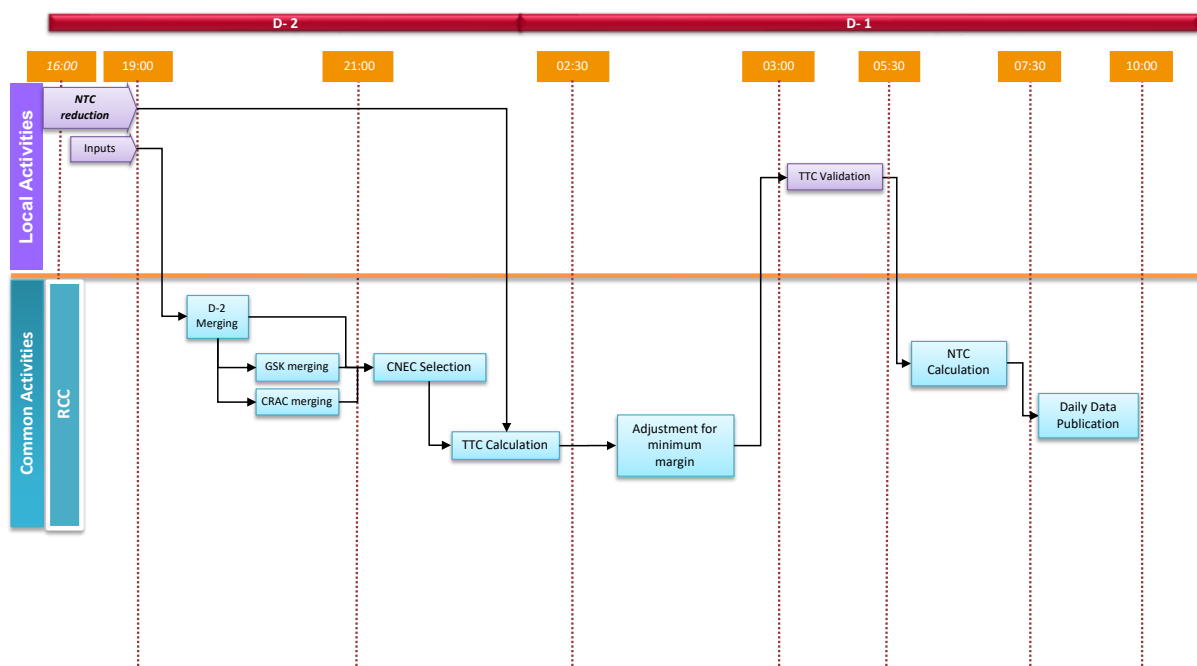 D- 2
D- 1
16:00
19:00
21:00
02:30
03:00
05:30
07:30
10:00
Local Activities
NTC
reduction
Inputs
TTC Validation
Common Activities
RCC
D-2
Merging
GSK merging
CRAC merging
CNEC Selection
TTC Calculation
Adjustment for
minimum
margin
NTC
Calculation
Daily Data
Publication